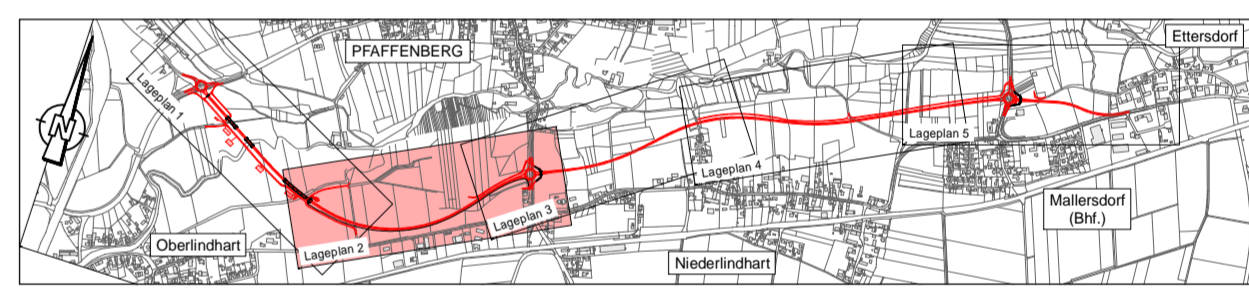 PFAFFENBERG
Ettersdorf
Lageplan 1
N
Lageplan 5
Lageplan 4
Lageplan 3
Lageplan 2
Oberlindhart
Niederlindhart
Mallersdorf
(Bhf.)